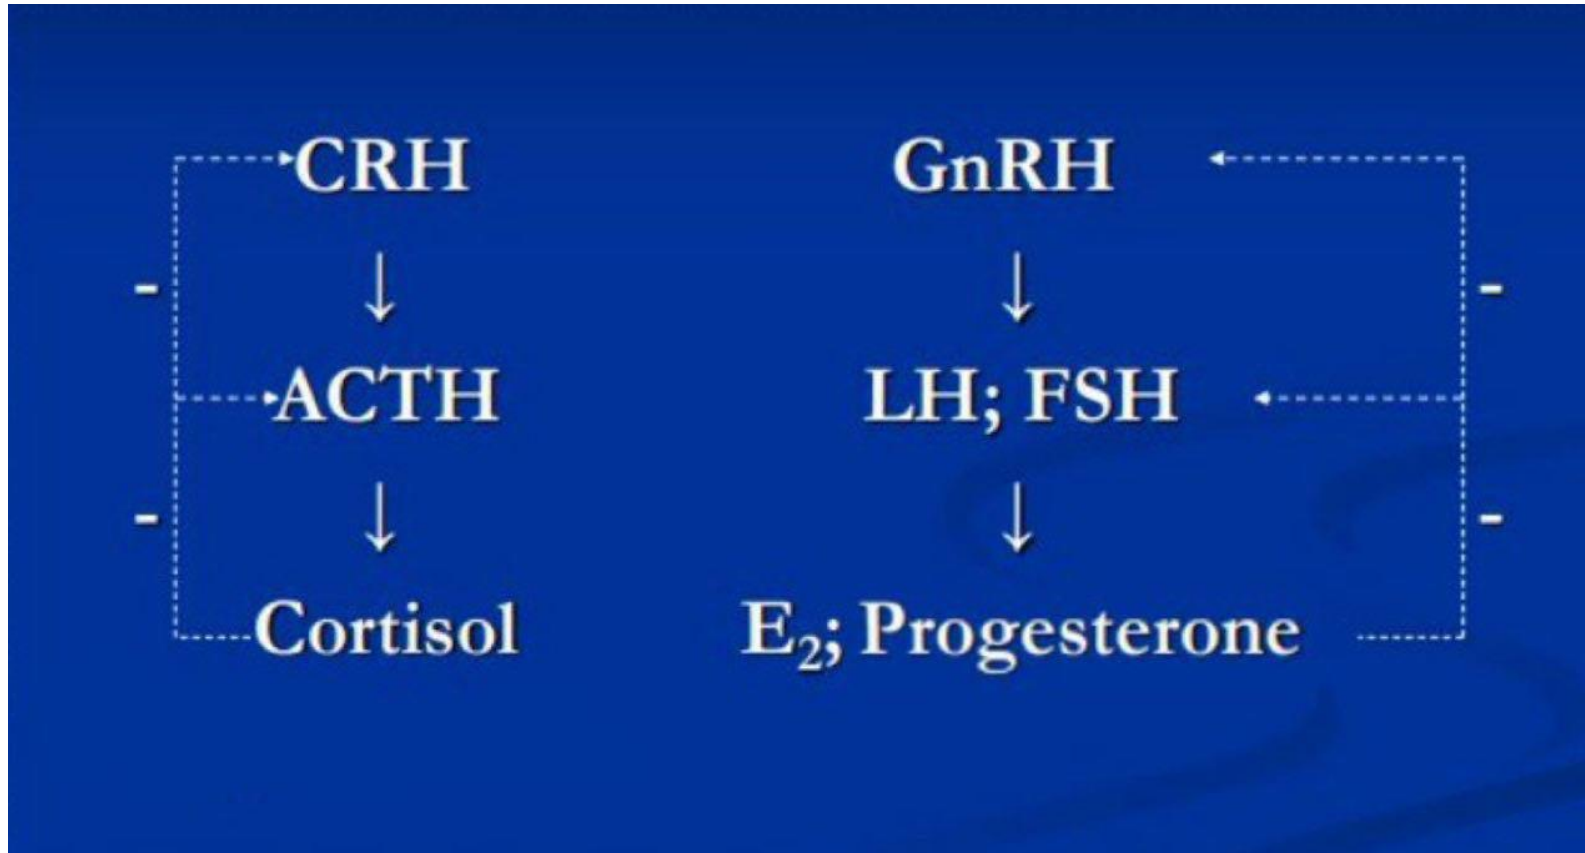 CRH GnRH
-
-
↓ ↓
ACTH LH; FSH
-
-
↓ ↓
Cortisol E₂; Progesterone